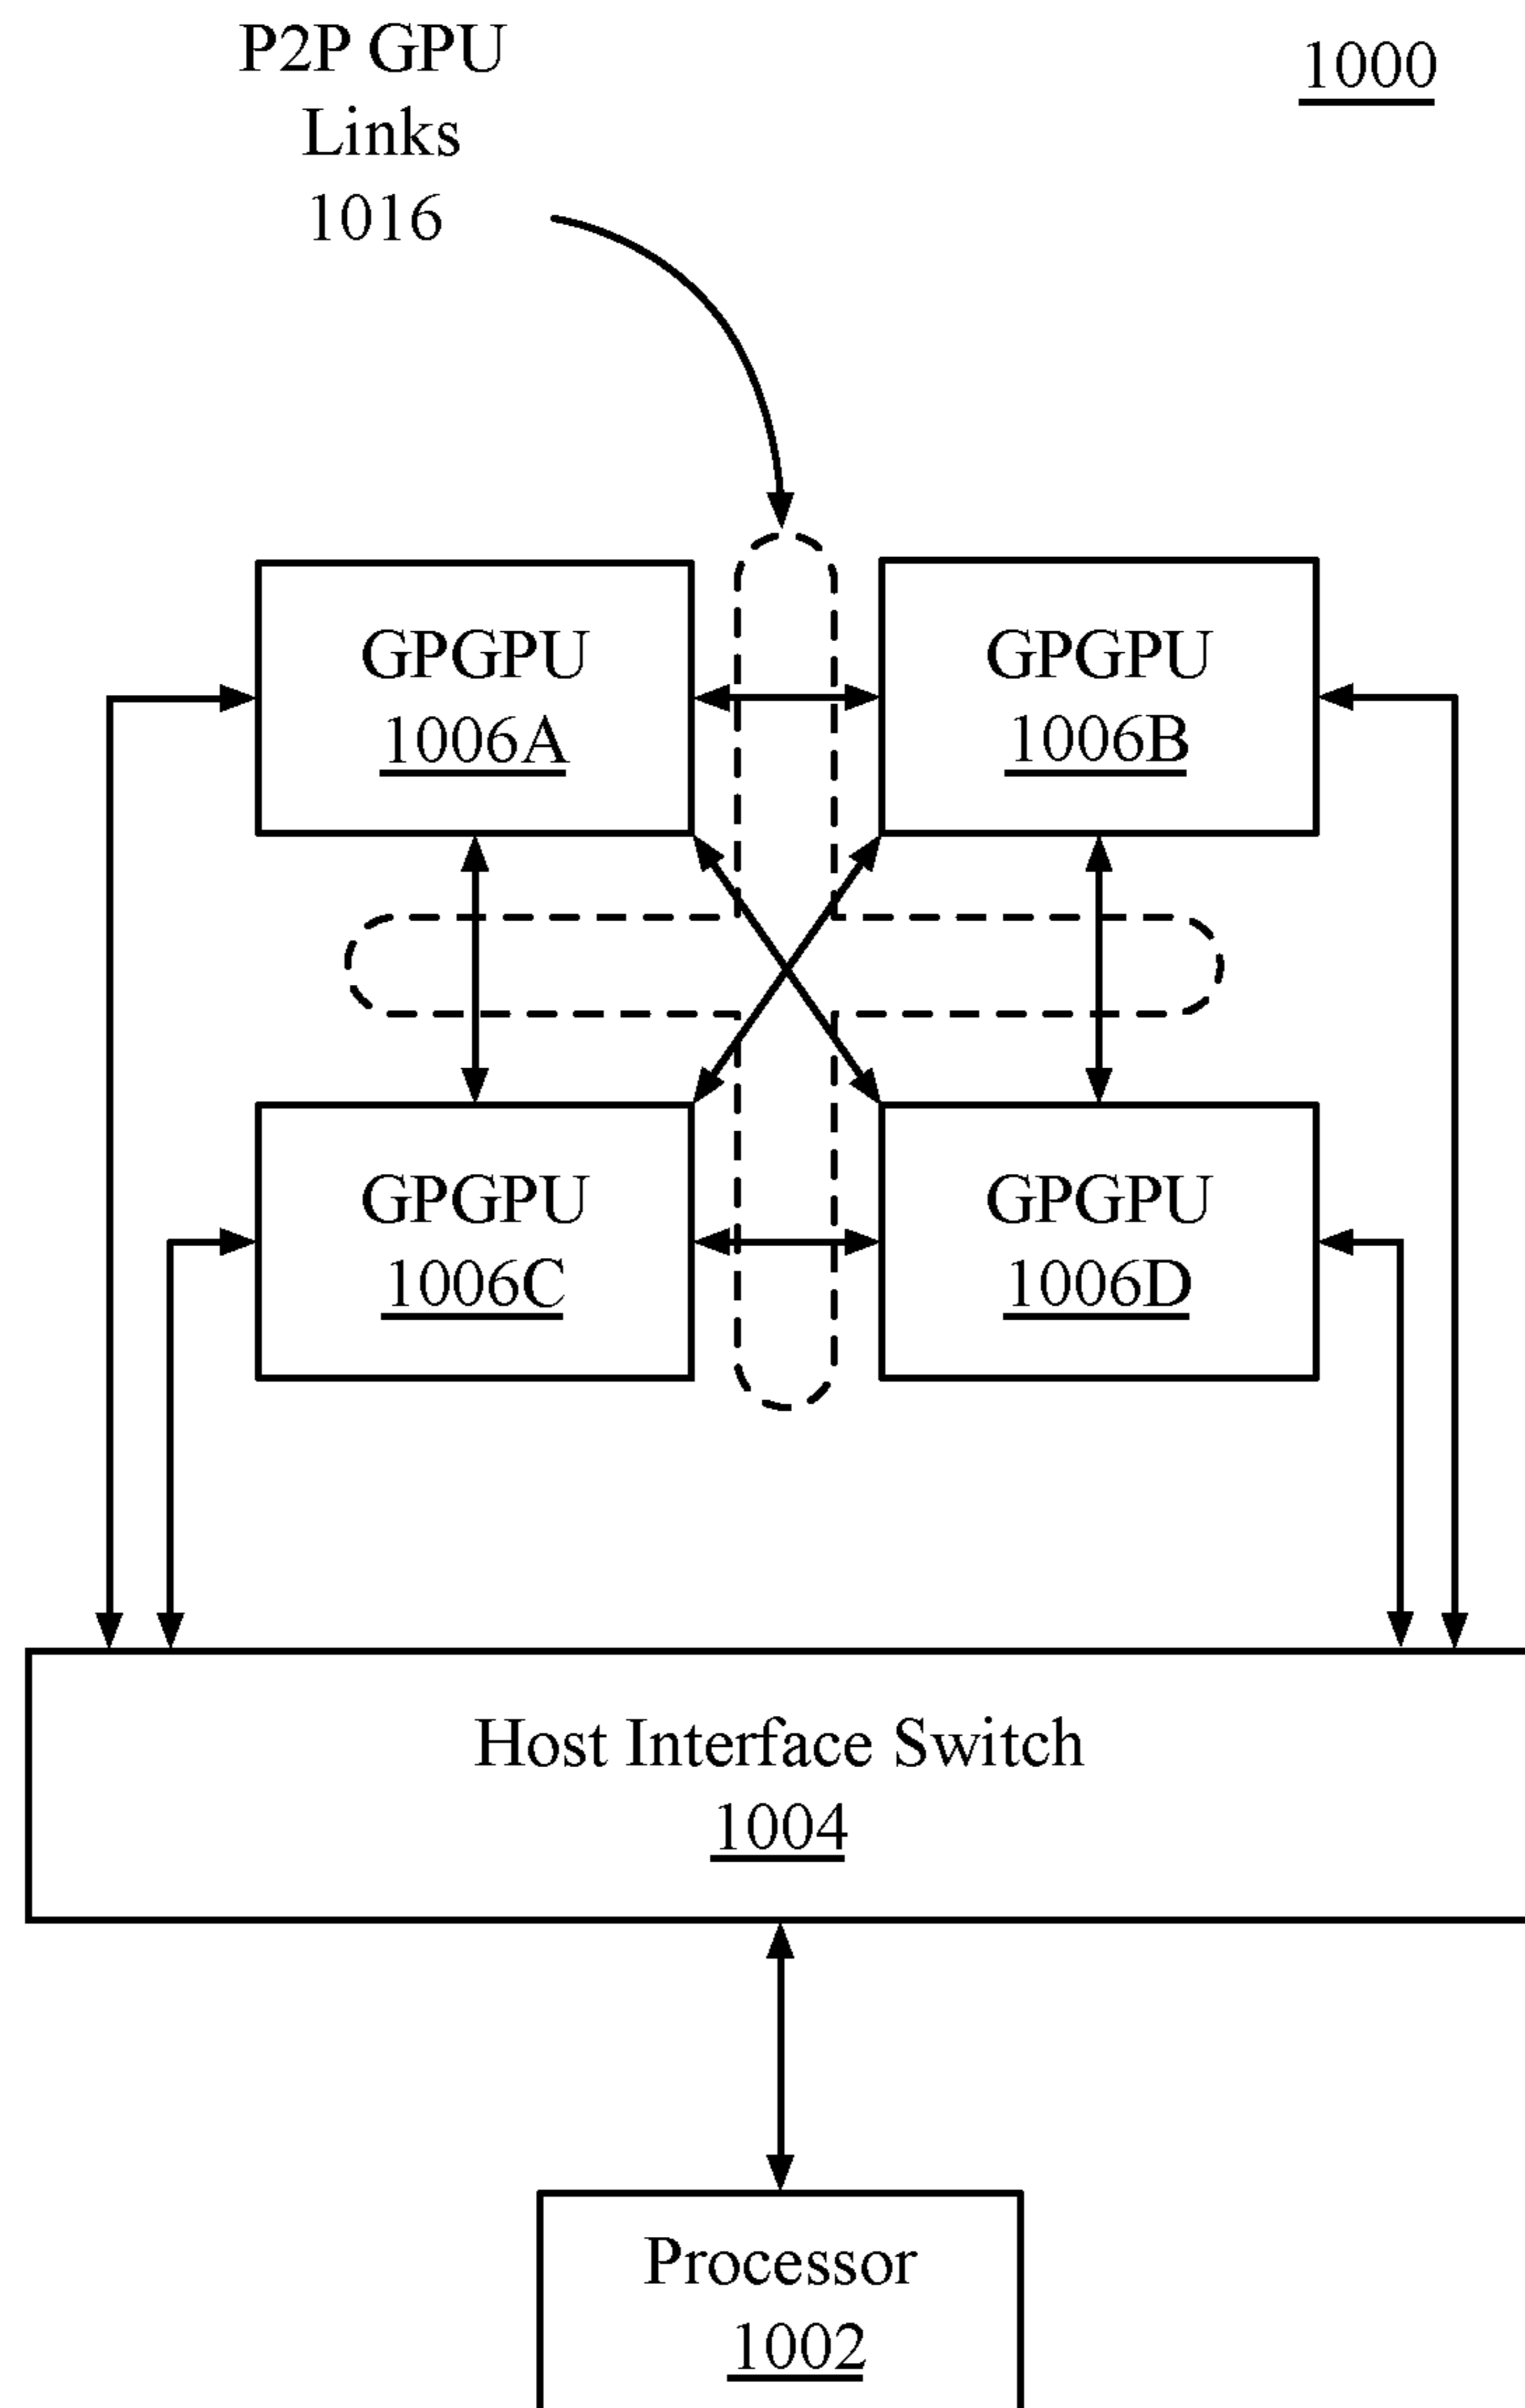 P2P GPU
Links
1016
1000
GPGPU
1006A
GPGPU
1006B
GPGPU
1006C
GPGPU
1006D
Host Interface Switch
1004
Processor
1002